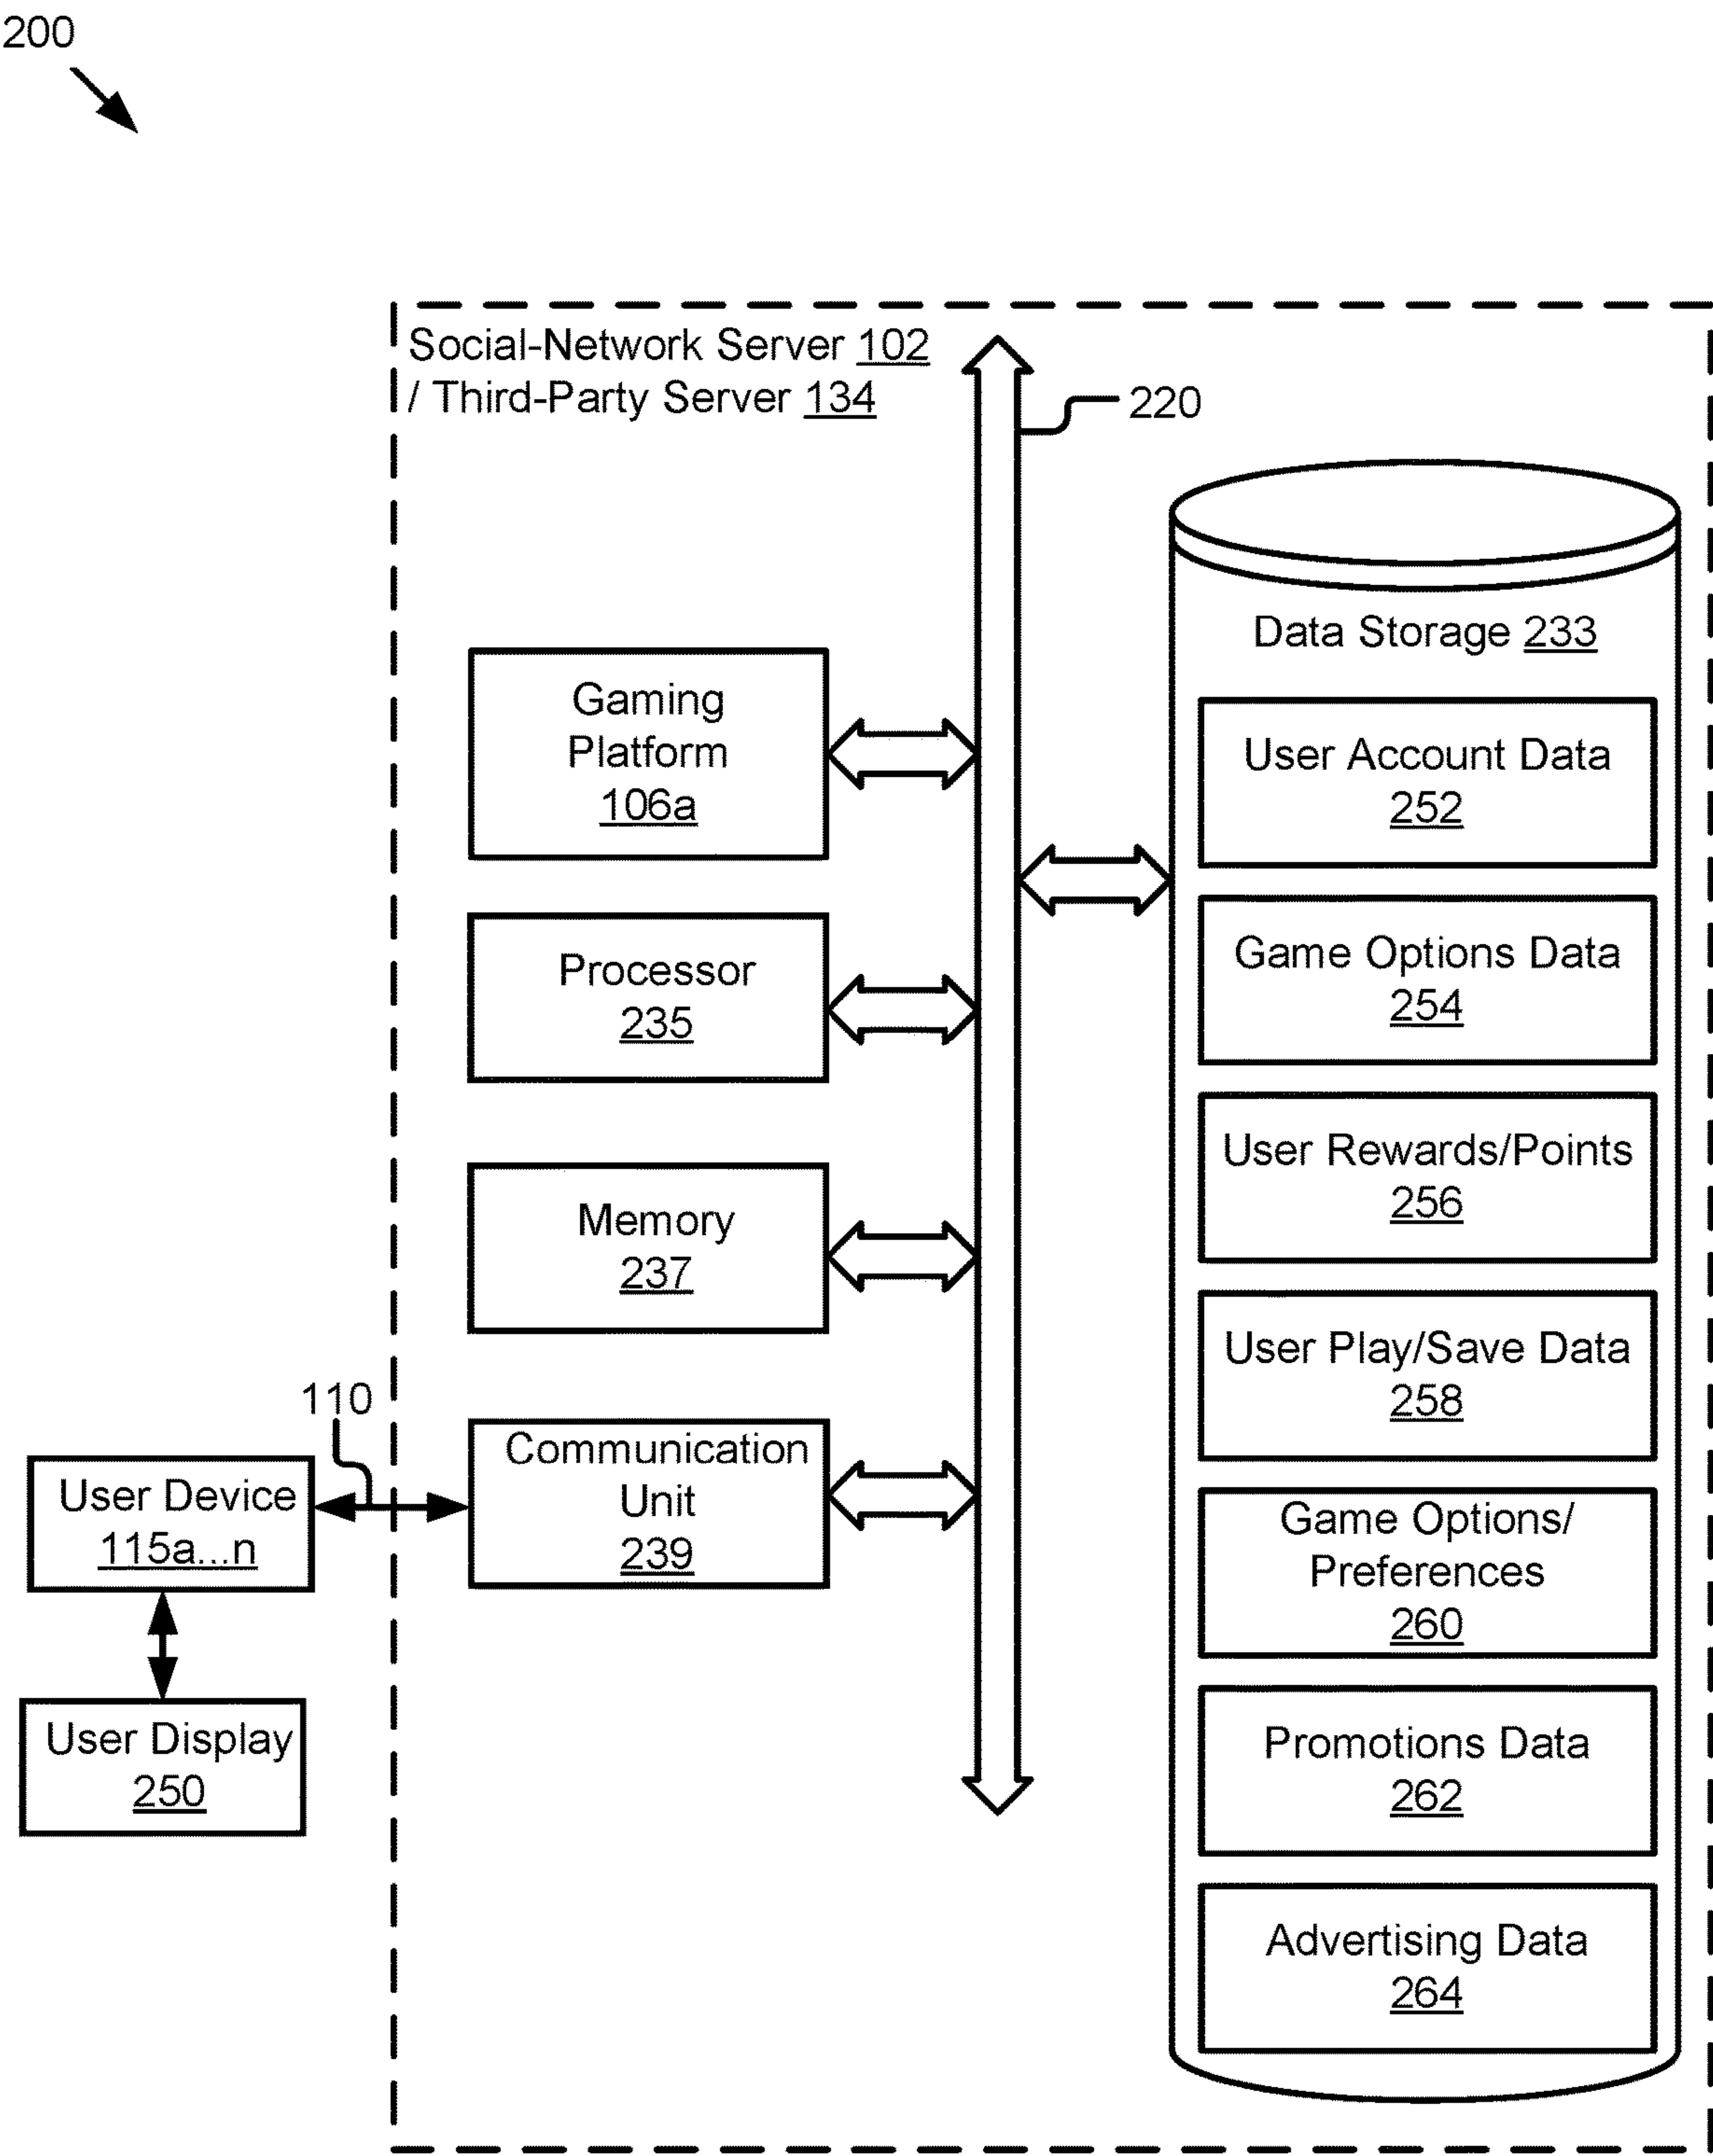 200
Social-Network Server 102
/ Third-Party Server 134
220
Data Storage 233
Gaming
Platform
106a
User Account Data
252
Processor
235
Game Options Data
254
Memory
237
User Rewards/Points
256
User Play/Save Data
258
110
Communication
Unit
239
User Device
115a...n
Game Options/
Preferences
260
User Display
250
Promotions Data
262
Advertising Data
264